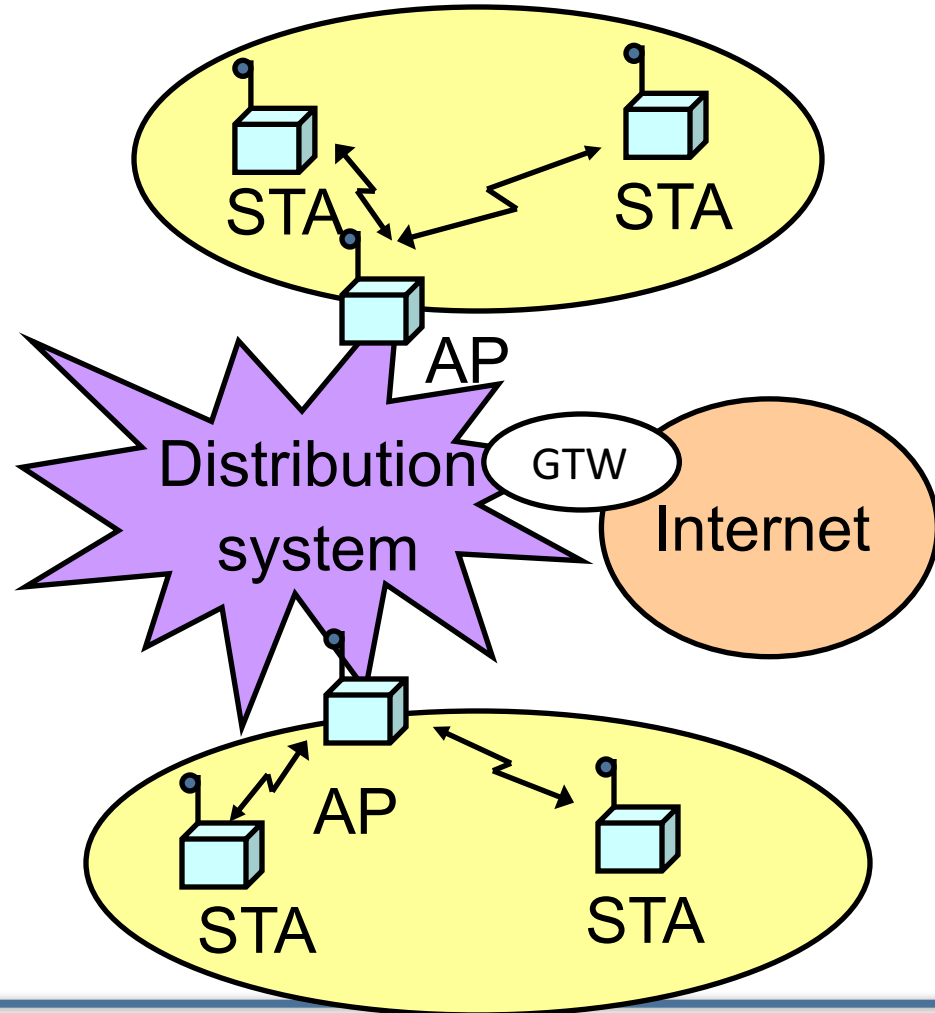 STA
STA
AP
Distribution
system
GTW
Internet
AP
STA
STA